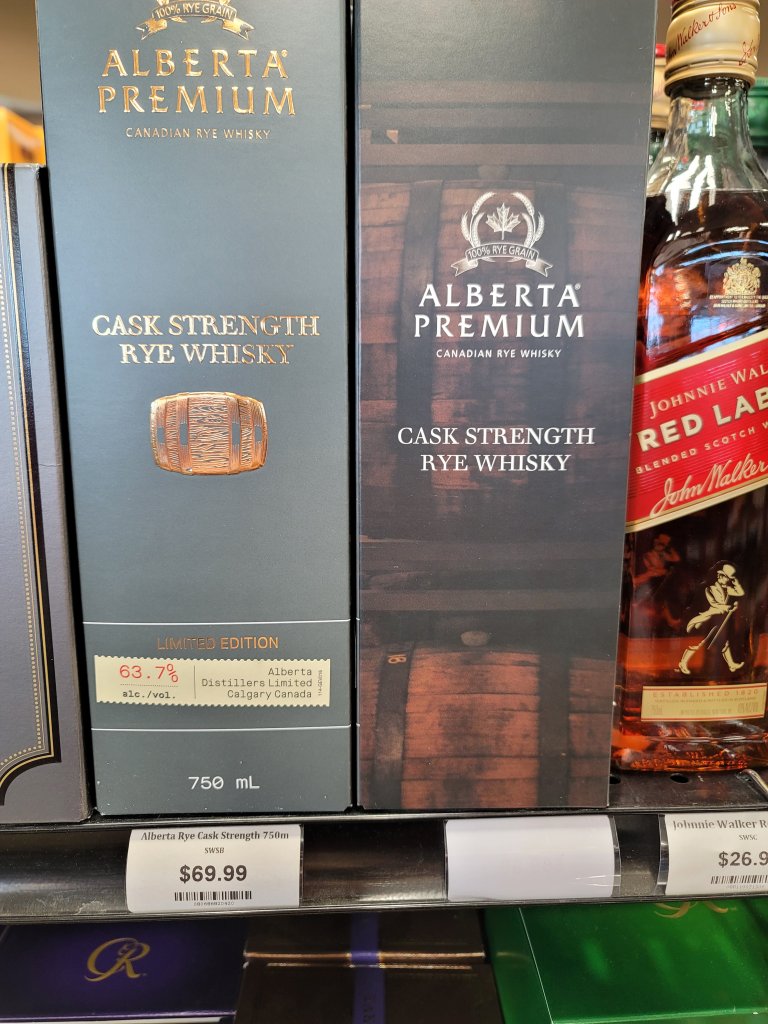 100% RYE GRAIN
ALBERTA
PREMIUM
CANADIAN RYE WHISKY
CASK STRENGTH
RYE WHISKY
LIMITED EDITION
63.7%
alc./vol.
Alberta
Distillers Limited
Calgary Canada
750 mL
100% RYE GRAIN
ALBERTA®
PREMIUM
CANADIAN RYE WHISKY
CASK STRENGTH
RYE WHISKY
JOHNNIE WAL
RED LAB
BLENDED SCOTCH W
John Walker
ESTABLISHED 1820
Alberta Rye Cask Strength 750m
SWSB
$69.99
Johnnie Walker R
SWSC
$26.9
R